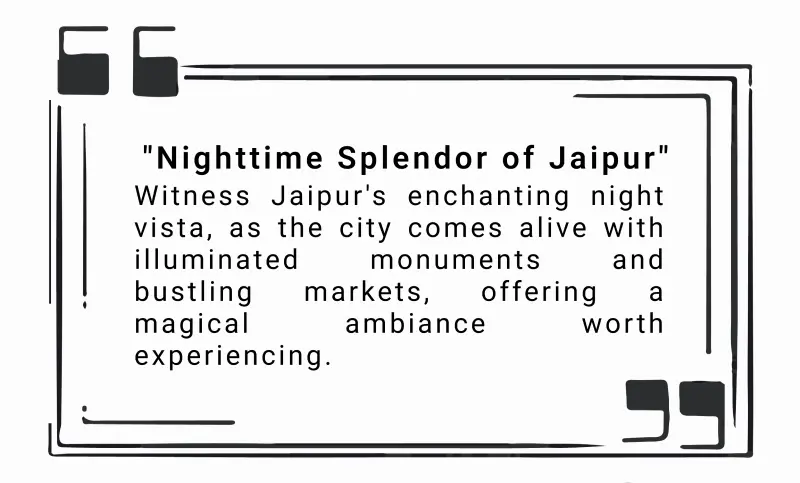 "Nighttime Splendor of Jaipur"
Witness Jaipur's enchanting night
vista, as the city comes alive with
illuminated monuments and
bustling markets, offering a
magical ambiance worth
experiencing.